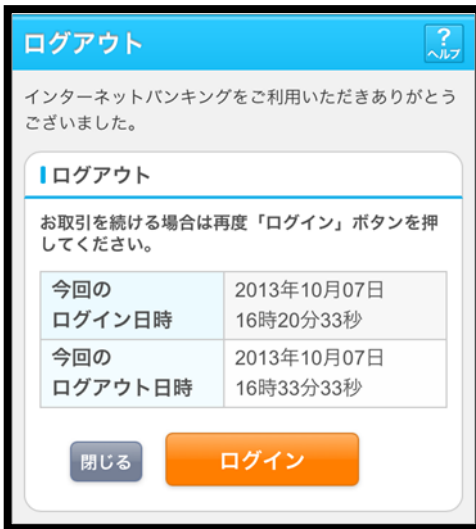 ログアウト
?
ヘルプ
インターネットバンキングをご利用いただきありがとう
ございました。
ログアウト
お取引を続ける場合は再度「ログイン」ボタンを押
してください。
今回の
ログイン日時
2013年10月07日
16時20分33秒
今回の
ログアウト日時
2013年10月07日
16時33分33秒
閉じる
ログイン